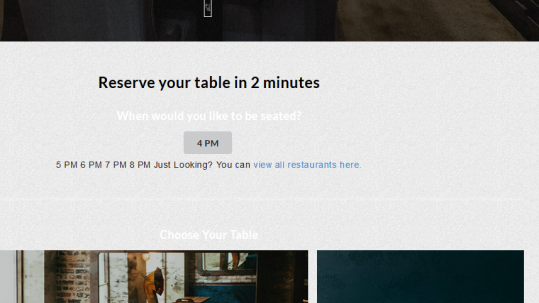 Reserve your table in 2 minutes
When would you like to be seated?
4 PM
5 PM 6 PM 7 PM 8 PM Just Looking? You can view all restaurants here.
Choose Your Table